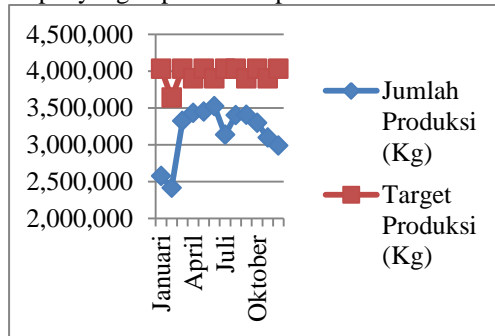 4,500,000
4,000,000
3,500,000
3,000,000
2,500,000
2,000,000
Januari
April
Juli
Oktober
Jumlah
Produksi
(Kg)
Target
Produksi
(Kg)